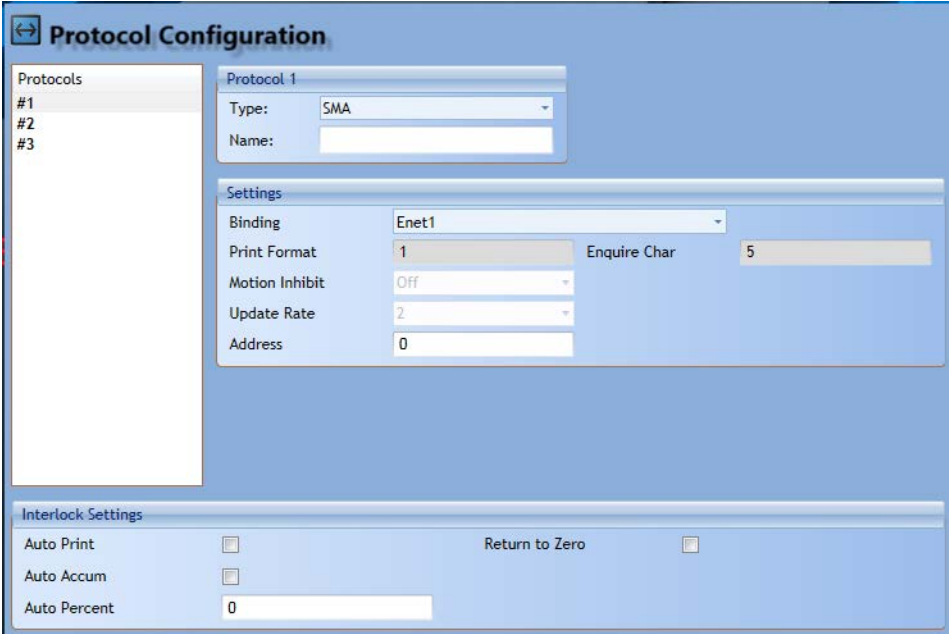 Protocol Configuration
Protocols
#1
#2
#3
Protocol 1
Type: SMA
Name:
Settings
Binding Enet1
Print Format 1 Enquire Char 5
Motion Inhibit Off
Update Rate 2
Address 0
Interlock Settings
Auto Print Return to Zero
Auto Accum
Auto Percent 0